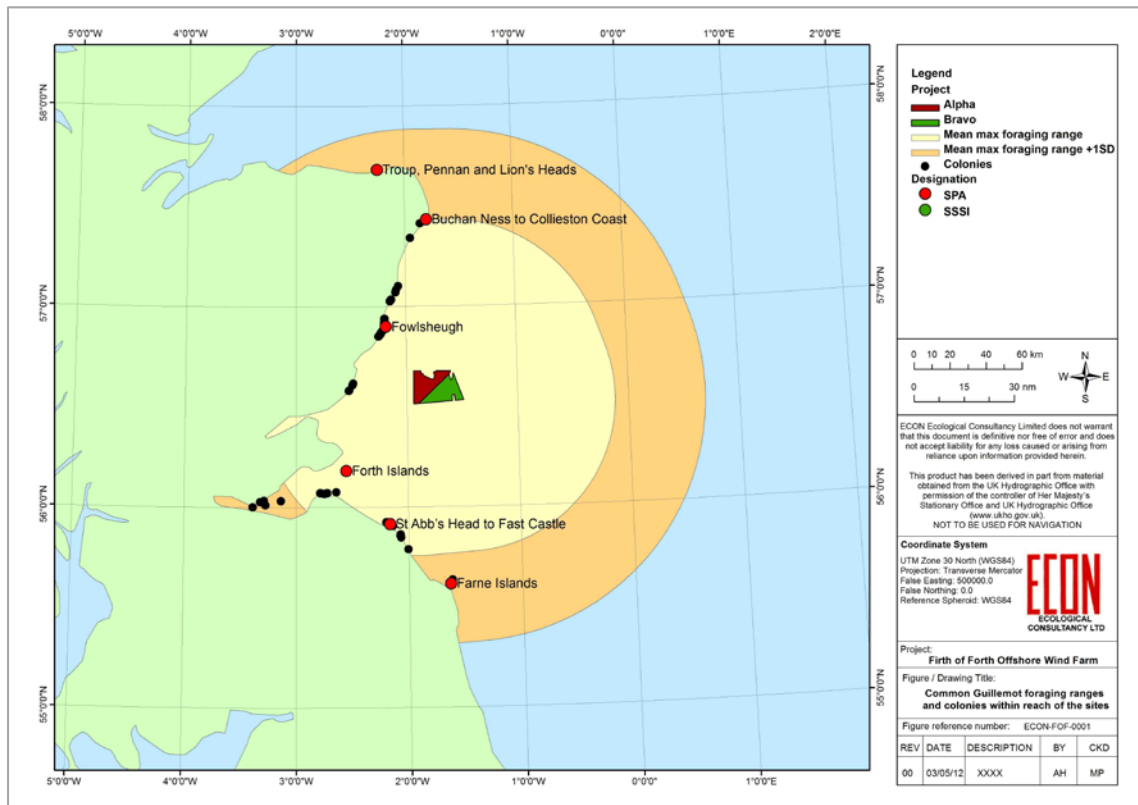 5°0'0"W 4°0'0"W 3°0'0"W 2°0'0"W 1°0'0"W 0°0'0" 1°0'0"E 2°0'0"E
58°0'0"N
57°0'0"N
56°0'0"N
55°0'0"N
Troup, Pennan and Lion's Heads
Buchan Ness to Collieston Coast
Fowlsheugh
Forth Islands
St Abb's Head to Fast Castle
Farne Islands
58°0'0"N
57°0'0"N
56°0'0"N
55°0'0"N
5°0'0"W 4°0'0"W 3°0'0"W 2°0'0"W 1°0'0"W 0°0'0" 1°0'0"E
Legend
Project
Alpha
Bravo
Mean max foraging range
Mean max foraging range +1SD
Colonies
Designation
SPA
SSSI
0 10 20 40 60 km
0 15 30 nm
N
W E
S
ECON Ecological Consultancy Limited does not warrant
that this document is definitive nor free of error and does
not accept liability for any loss caused or arising from
reliance upon information provided herein.
This product has been derived in part from material
obtained from the UK Hydrographic Office with
permission of the controller of Her Majesty's
Stationary Office and UK Hydrographic Office
(www.ukho.gov.uk).
NOT TO BE USED FOR NAVIGATION
Coordinate System
UTM Zone 30 North (WGS84)
Projection: Transverse Mercator
False Easting: 500000.0
False Northing: 0.0
Reference Spheroid: WGS84
ECON
ECOLOGICAL
CONSULTANCY LTD
Project:
Firth of Forth Offshore Wind Farm
Figure / Drawing Title:
Common Guillemot foraging ranges
and colonies within reach of the sites
Figure reference number: ECON-FOF-0001
REV DATE DESCRIPTION BY CKD
00 03/05/12 XXXX AH MP